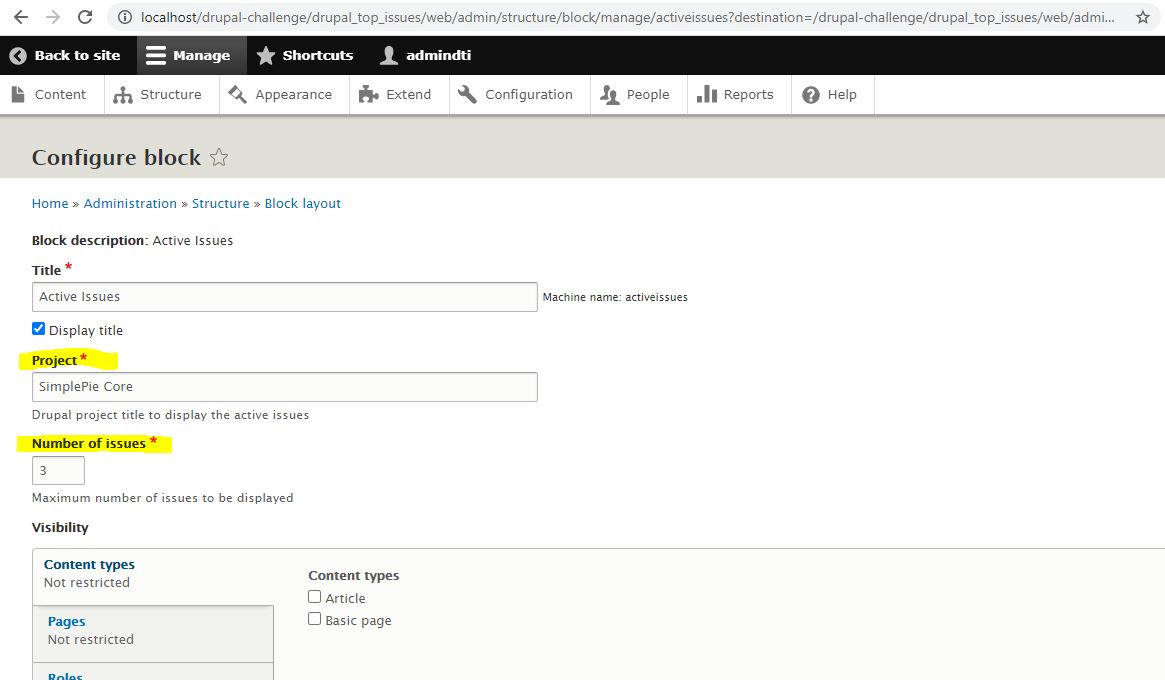 localhost/drupal-challenge/drupal_top_issues/web/admin/structure/block/manage/activeissues?destination=/drupal-challenge/drupal_top_issues/web/admi...
Back to site Manage Shortcuts admindti
Content Structure Appearance Extend Configuration People Reports Help
Configure block
Home » Administration » Structure » Block layout
Block description: Active Issues
Title *
Active Issues Machine name: activeissues
Display title
Project *
SimplePie Core
Drupal project title to display the active issues
Number of issues *
3
Maximum number of issues to be displayed
Visibility
Content types
Not restricted
Pages
Not restricted
Roles
Content types
Article
Basic page